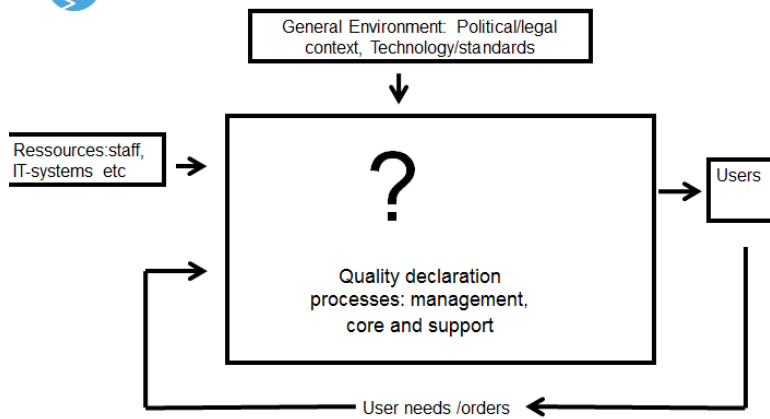 General Environment: Political/legal
context, Technology/standards
Ressources:staff,
IT-systems etc
?
Users
Quality declaration
processes: management,
core and support
User needs /orders